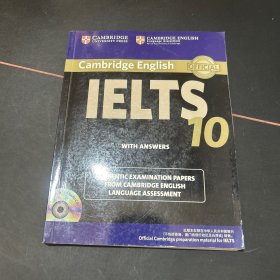 CAMBRIDGE UNIVERSITY PRESS
CAMBRIDGE ENGLISH
Language Assessment
Cambridge English
OFFICIAL
IELTS
10
WITH ANSWERS
AUTHENTIC EXAMINATION PAPERS
FROM CAMBRIDGE ENGLISH
LANGUAGE ASSESSMENT
Official Cambridge preparation material for IELTS